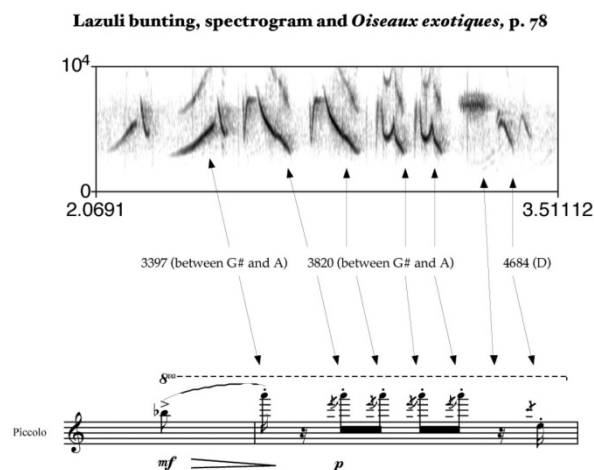 Lazuli bunting, spectrogram and Oiseaux exotiques, p. 78
10⁴
0
2.0691 3.51112
3397 (between G# and A) 3820 (between G# and A) 4684 (D)
8va
Piccolo
mf p